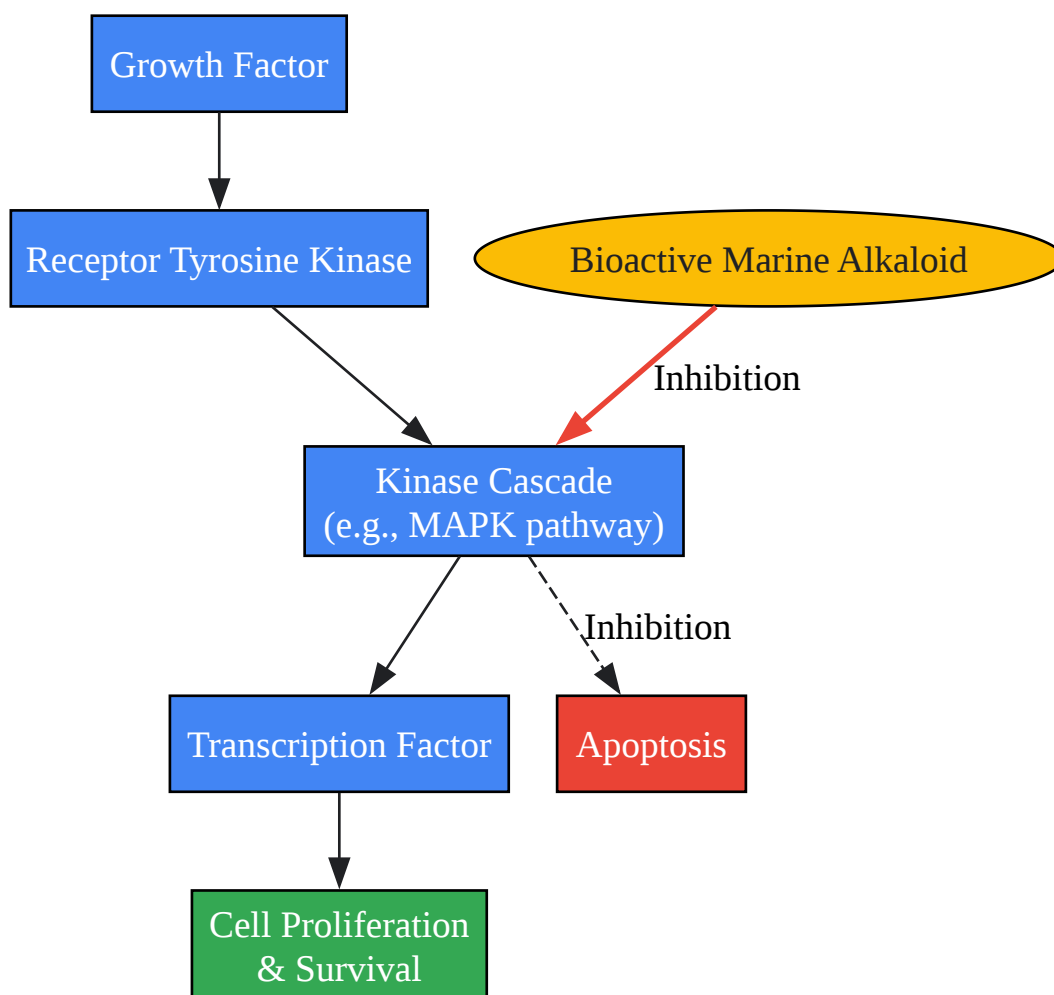 Growth Factor
Receptor Tyrosine Kinase
Bioactive Marine Alkaloid
Inhibition
Kinase Cascade
(e.g., MAPK pathway)
Inhibition
Transcription Factor
Apoptosis
Cell Proliferation
& Survival